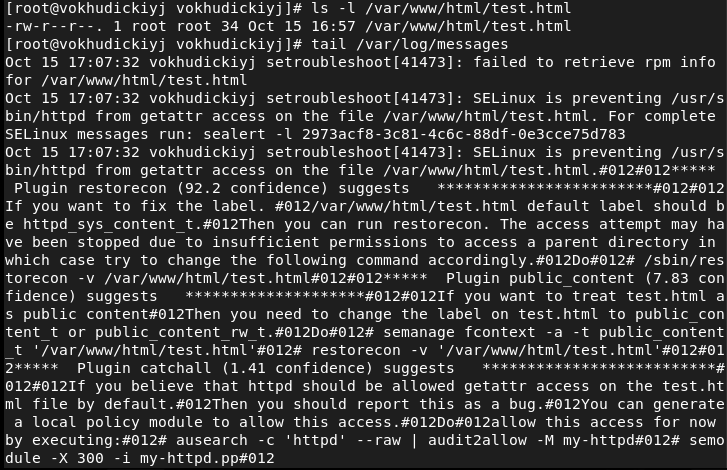 [root@vokhudickiyj vokhudickiyj]# ls -l /var/www/html/test.html
-rw-r--r--. 1 root root 34 Oct 15 16:57 /var/www/html/test.html
[root@vokhudickiyj vokhudickiyj]# tail /var/log/messages
Oct 15 17:07:32 vokhudickiyj setroubleshoot[41473]: failed to retrieve rpm info
for /var/www/html/test.html
Oct 15 17:07:32 vokhudickiyj setroubleshoot[41473]: SELinux is preventing /usr/s
bin/httpd from getattr access on the file /var/www/html/test.html. For complete
SELinux messages run: sealert -l 2973acf8-3c81-4c6c-88df-0e3cce75d783
Oct 15 17:07:32 vokhudickiyj setroubleshoot[41473]: SELinux is preventing /usr/s
bin/httpd from getattr access on the file /var/www/html/test.html.#012#012*****
 Plugin restorecon (92.2 confidence) suggests   ************************#012#012
If you want to fix the label. #012/var/www/html/test.html default label should b
e httpd_sys_content_t.#012Then you can run restorecon. The access attempt may ha
ve been stopped due to insufficient permissions to access a parent directory in
which case try to change the following command accordingly.#012Do#012# /sbin/res
torecon -v /var/www/html/test.html#012#012*****  Plugin public_content (7.83 con
fidence) suggests   ********************#012#012If you want to treat test.html a
s public content#012Then you need to change the label on test.html to public_con
tent_t or public_content_rw_t.#012Do#012# semanage fcontext -a -t public_content
_t '/var/www/html/test.html'#012# restorecon -v '/var/www/html/test.html'#012#01
2*****  Plugin catchall (1.41 confidence) suggests   **************************#
012#012If you believe that httpd should be allowed getattr access on the test.ht
ml file by default.#012Then you should report this as a bug.#012You can generate
 a local policy module to allow this access.#012Do#012allow this access for now
by executing:#012# ausearch -c 'httpd' --raw | audit2allow -M my-httpd#012# semo
dule -X 300 -i my-httpd.pp#012